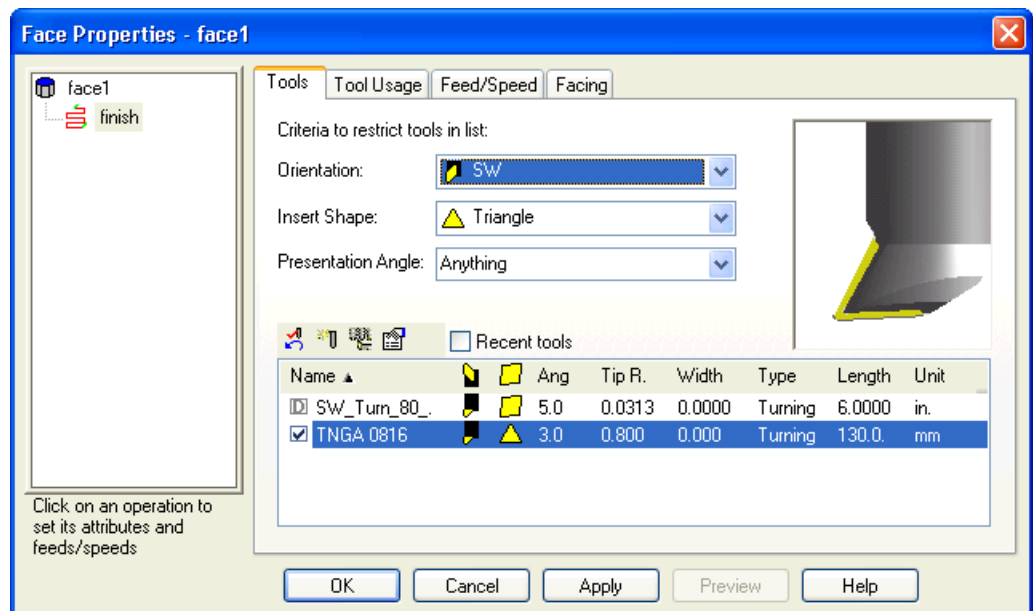 Face Properties - face1
face1
finish
Click on an operation to
set its attributes and
feeds/speeds
Tools Tool Usage Feed/Speed Facing
Criteria to restrict tools in list:
Orientation: SW
Insert Shape: Triangle
Presentation Angle: Anything
Recent tools
Name Ang Tip R. Width Type Length Unit
D SW_Turn_80_. 5.0 0.0313 0.0000 Turning 6.0000 in.
TNGA 0816 3.0 0.800 0.000 Turning 130.0. mm
OK Cancel Apply Preview Help